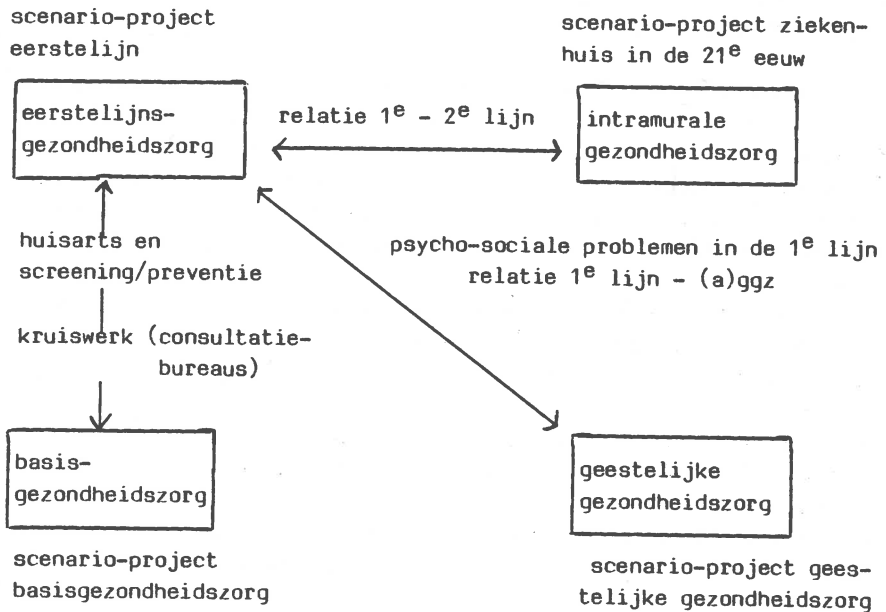 scenario-project
eerstelijn
scenario-project zieken-
huis in de 21e eeuw
eerstelijns-
gezondheidszorg
relatie 1e - 2e lijn
intramurale
gezondheidszorg
huisarts en
screening/preventie
psycho-sociale problemen in de 1e lijn
relatie 1e lijn - (a)ggz
kruiswerk (consultatie-
bureaus)
basis-
gezondheidszorg
geestelijke
gezondheidszorg
scenario-project
basisgezondheidszorg
scenario-project gees-
telijke gezondheidszorg